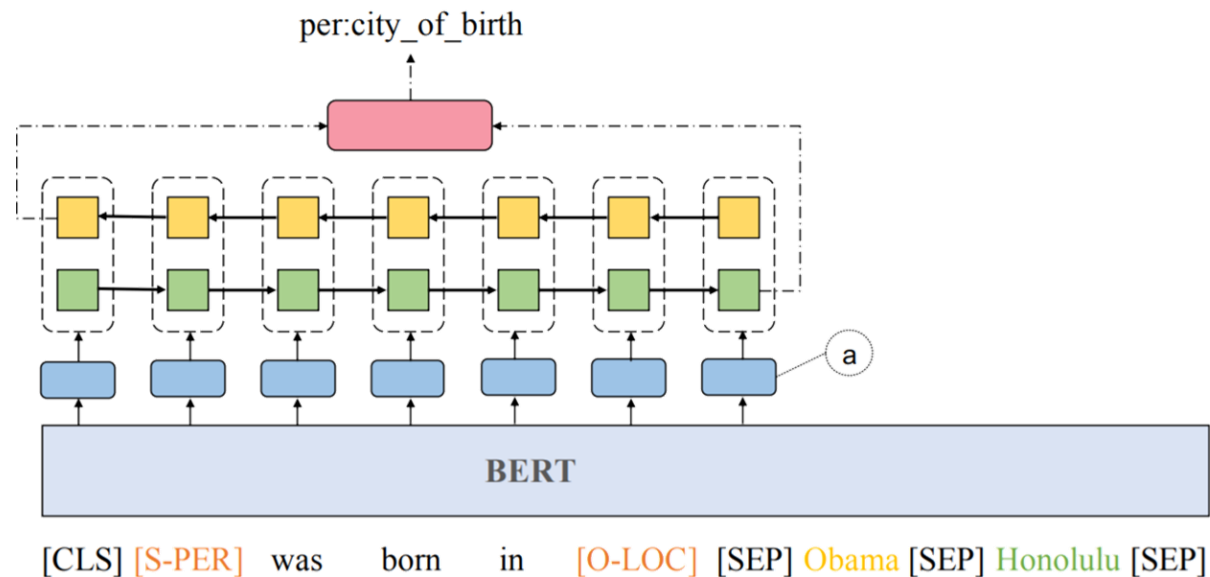 per:city_of_birth
a
BERT
[CLS] [S-PER] was born in [O-LOC] [SEP] Obama [SEP] Honolulu [SEP]